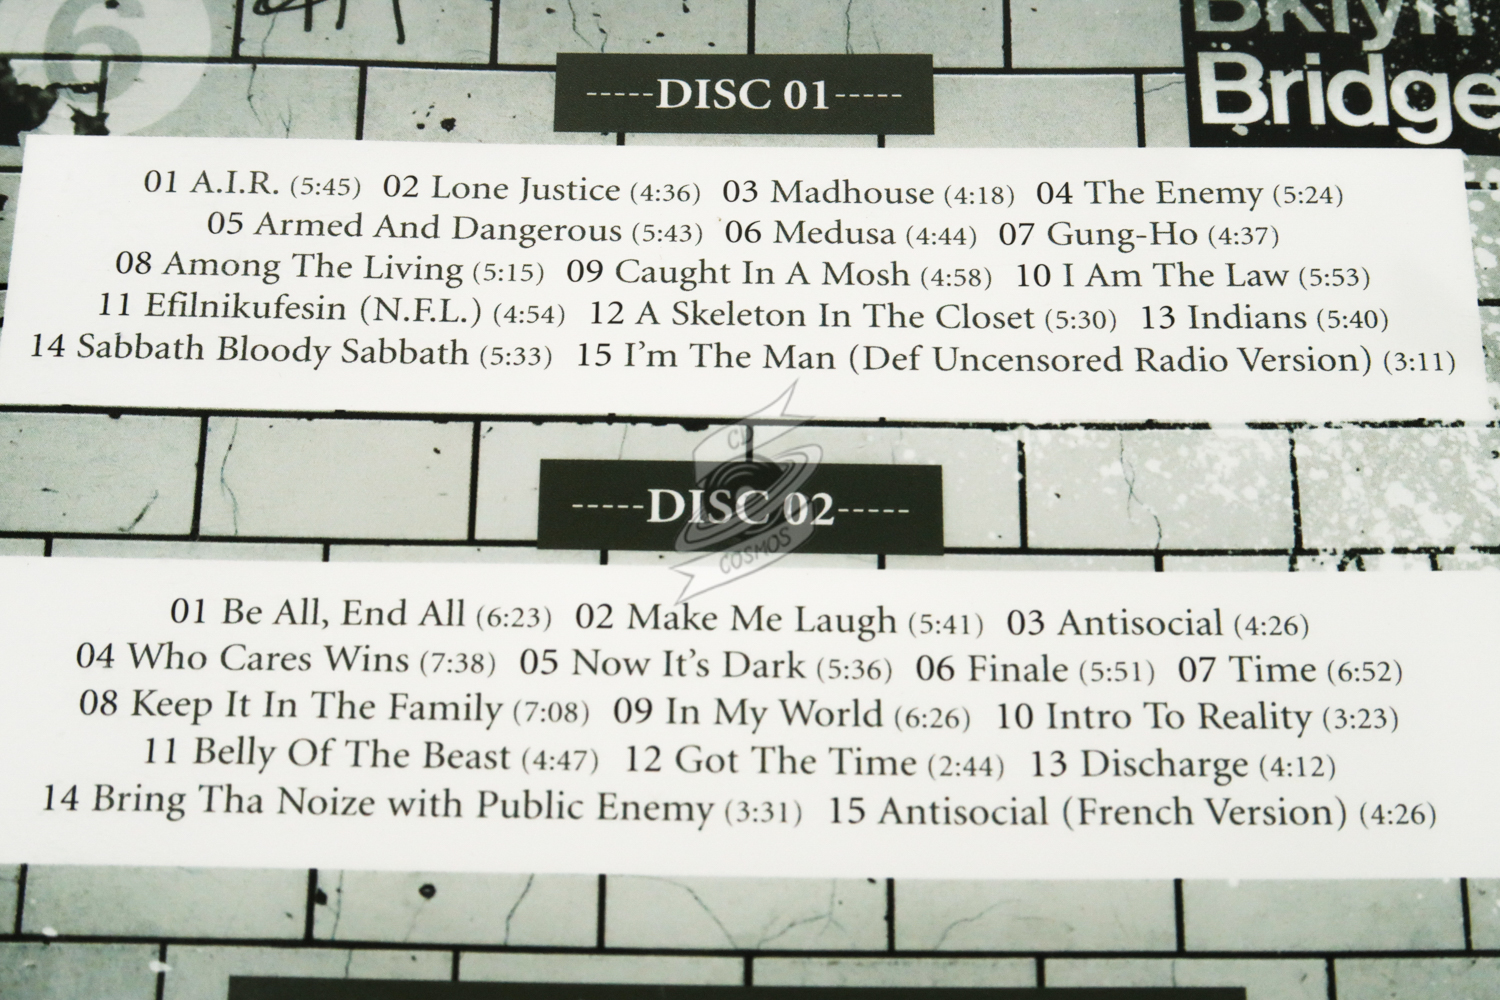 6
Bklyn
Bridge
-----DISC 01-----
01 A.I.R. (5:45) 02 Lone Justice (4:36) 03 Madhouse (4:18) 04 The Enemy (5:24)
05 Armed And Dangerous (5:43) 06 Medusa (4:44) 07 Gung-Ho (4:37)
08 Among The Living (5:15) 09 Caught In A Mosh (4:58) 10 I Am The Law (5:53)
11 Efilnikufesin (N.F.L.) (4:54) 12 A Skeleton In The Closet (5:30) 13 Indians (5:40)
14 Sabbath Bloody Sabbath (5:33) 15 I'm The Man (Def Uncensored Radio Version) (3:11)
CD
-----DISC 02-----
COSMOS
01 Be All, End All (6:23) 02 Make Me Laugh (5:41) 03 Antisocial (4:26)
04 Who Cares Wins (7:38) 05 Now It's Dark (5:36) 06 Finale (5:51) 07 Time (6:52)
08 Keep It In The Family (7:08) 09 In My World (6:26) 10 Intro To Reality (3:23)
11 Belly Of The Beast (4:47) 12 Got The Time (2:44) 13 Discharge (4:12)
14 Bring Tha Noize with Public Enemy (3:31) 15 Antisocial (French Version) (4:26)